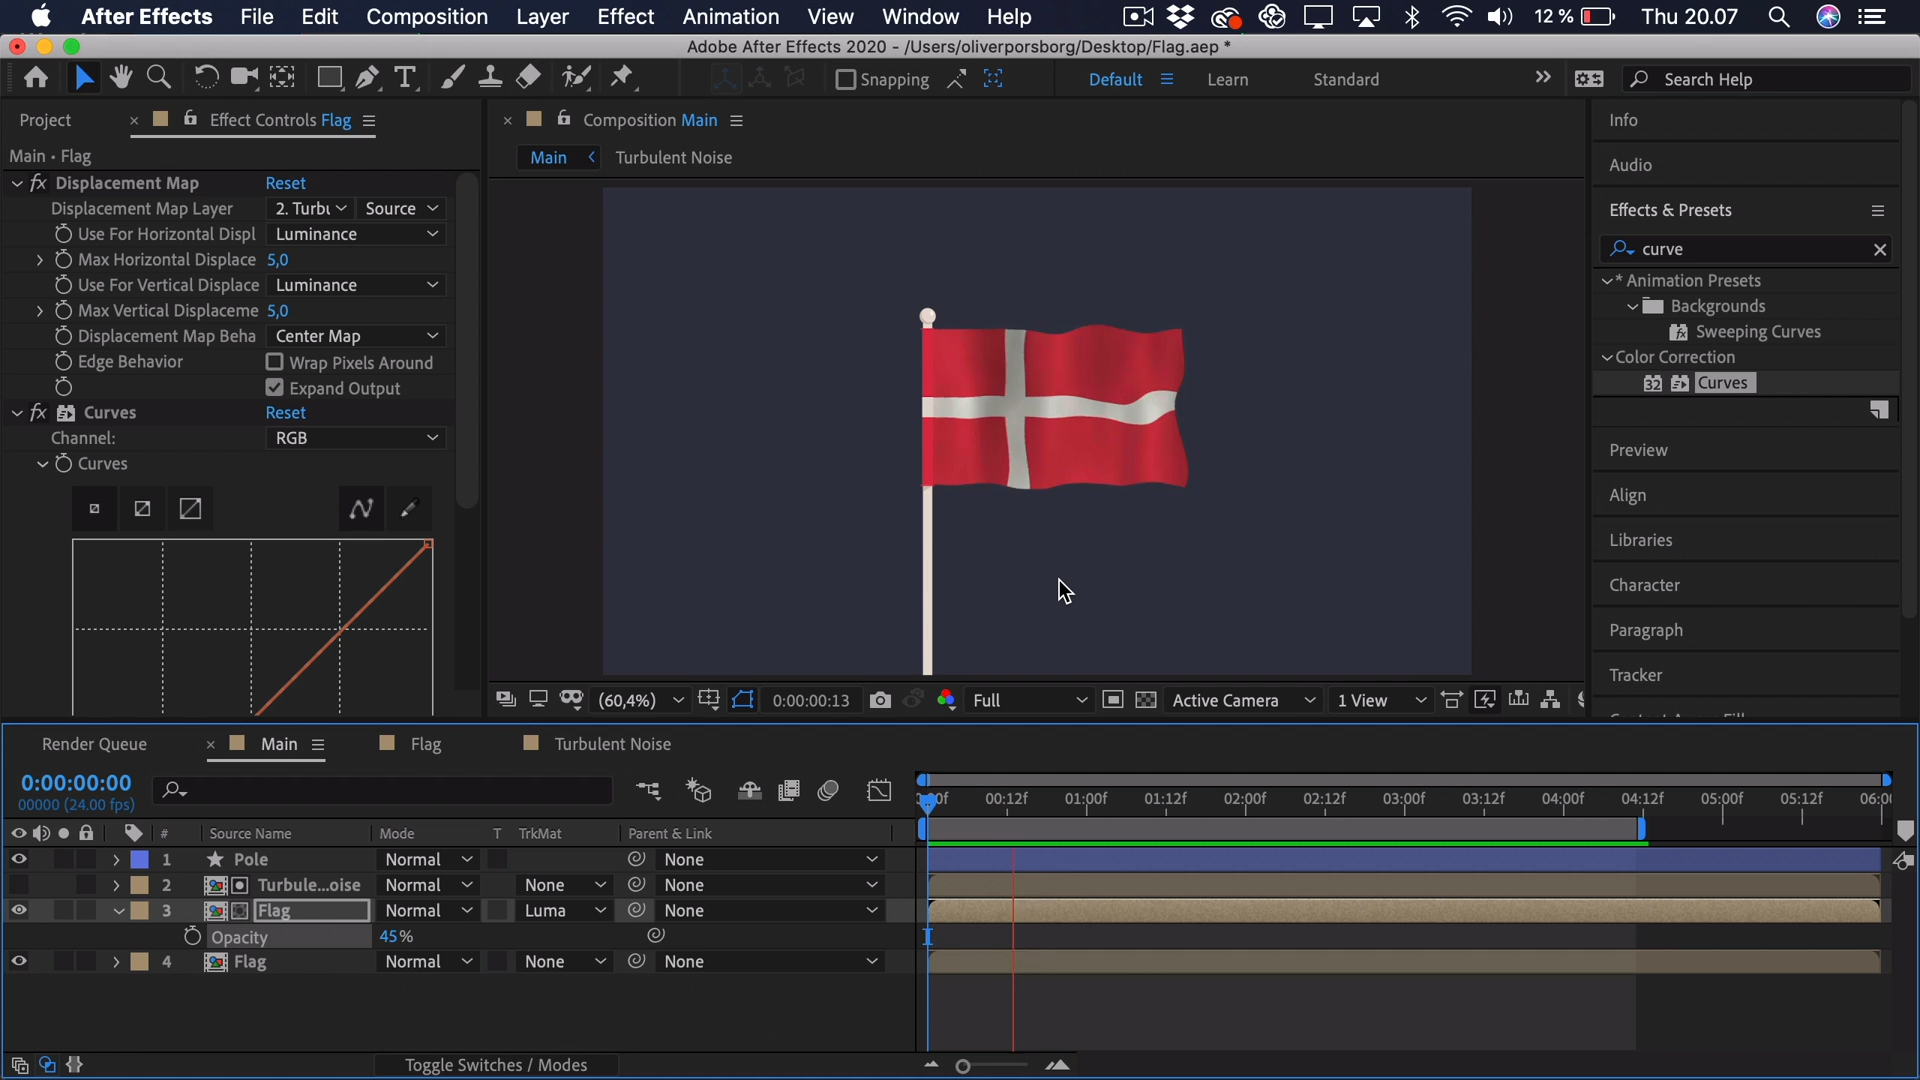 After Effects File Edit Composition Layer Effect Animation View Window Help 12 % Thu 20.07
Adobe After Effects 2020 - /Users/oliverporsborg/Desktop/Flag.aep *
Snapping Default Learn Standard Search Help
Project Effect Controls Flag
Main • Flag
fx Displacement Map Reset
Displacement Map Layer 2. Turbu Source
Use For Horizontal Displ Luminance
Max Horizontal Displace 5,0
Use For Vertical Displace Luminance
Max Vertical Displaceme 5,0
Displacement Map Beha Center Map
Edge Behavior Wrap Pixels Around
Expand Output
fx Curves Reset
Channel: RGB
Curves
Composition Main
Main Turbulent Noise
(60,4%) 0:00:00:13 Full Active Camera 1 View
Info
Audio
Effects & Presets
curve
* Animation Presets
Backgrounds
Sweeping Curves
Color Correction
32 Curves
Preview
Align
Libraries
Character
Paragraph
Tracker
Render Queue Main Flag Turbulent Noise
0:00:00:00
00000 (24.00 fps)
00:12f 01:00f 01:12f 02:00f 02:12f 03:00f 03:12f 04:00f 04:12f 05:00f 05:12f 06:00
# Source Name Mode T TrkMat Parent & Link
1 Pole Normal None
2 Turbule...oise Normal None None
3 Flag Normal Luma None
Opacity 45%
4 Flag Normal None None
Toggle Switches / Modes